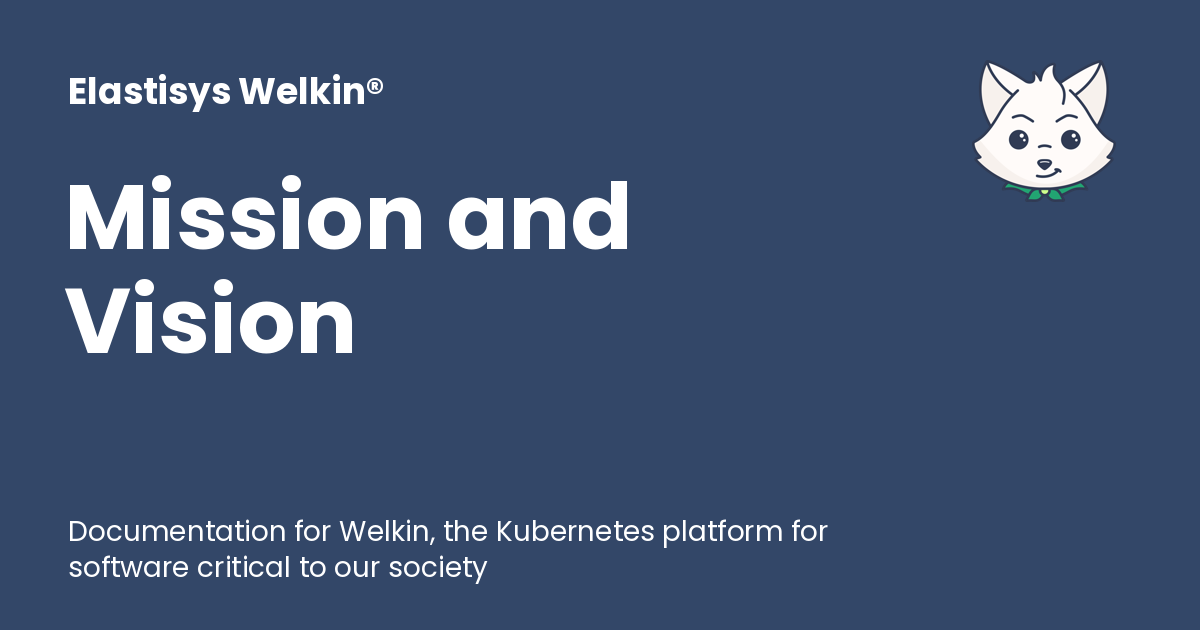 Elastisys Welkin®
Mission and
Vision
Documentation for Welkin, the Kubernetes platform for
software critical to our society